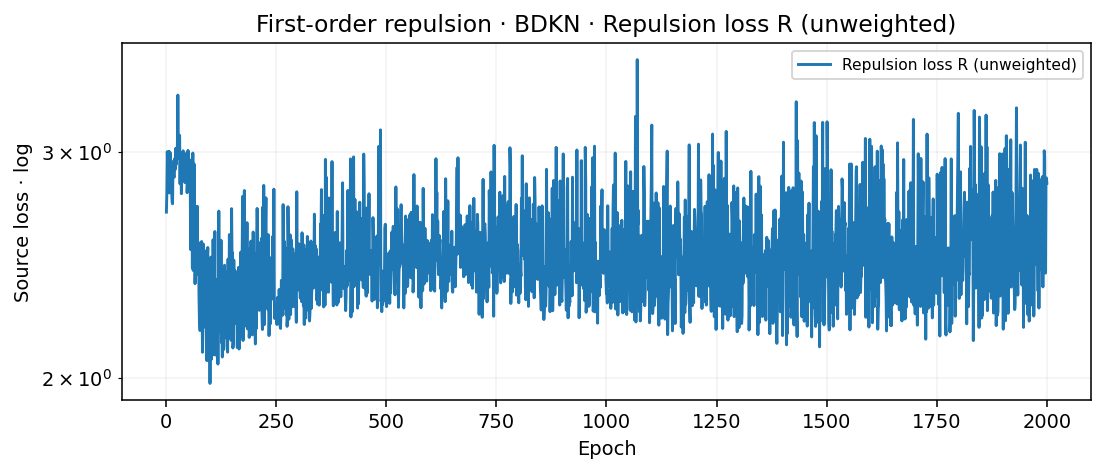 First-order repulsion · BDKN · Repulsion loss R (unweighted)
Repulsion loss R (unweighted)
Source loss · log
3 × 10⁰
2 × 10⁰
0 250 500 750 1000 1250 1500 1750 2000
Epoch